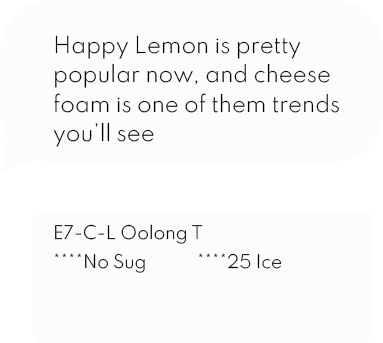 Happy Lemon is pretty
popular now, and cheese
foam is one of them trends
you'll see
E7-C-L Oolong T
****No Sug ****25 Ice